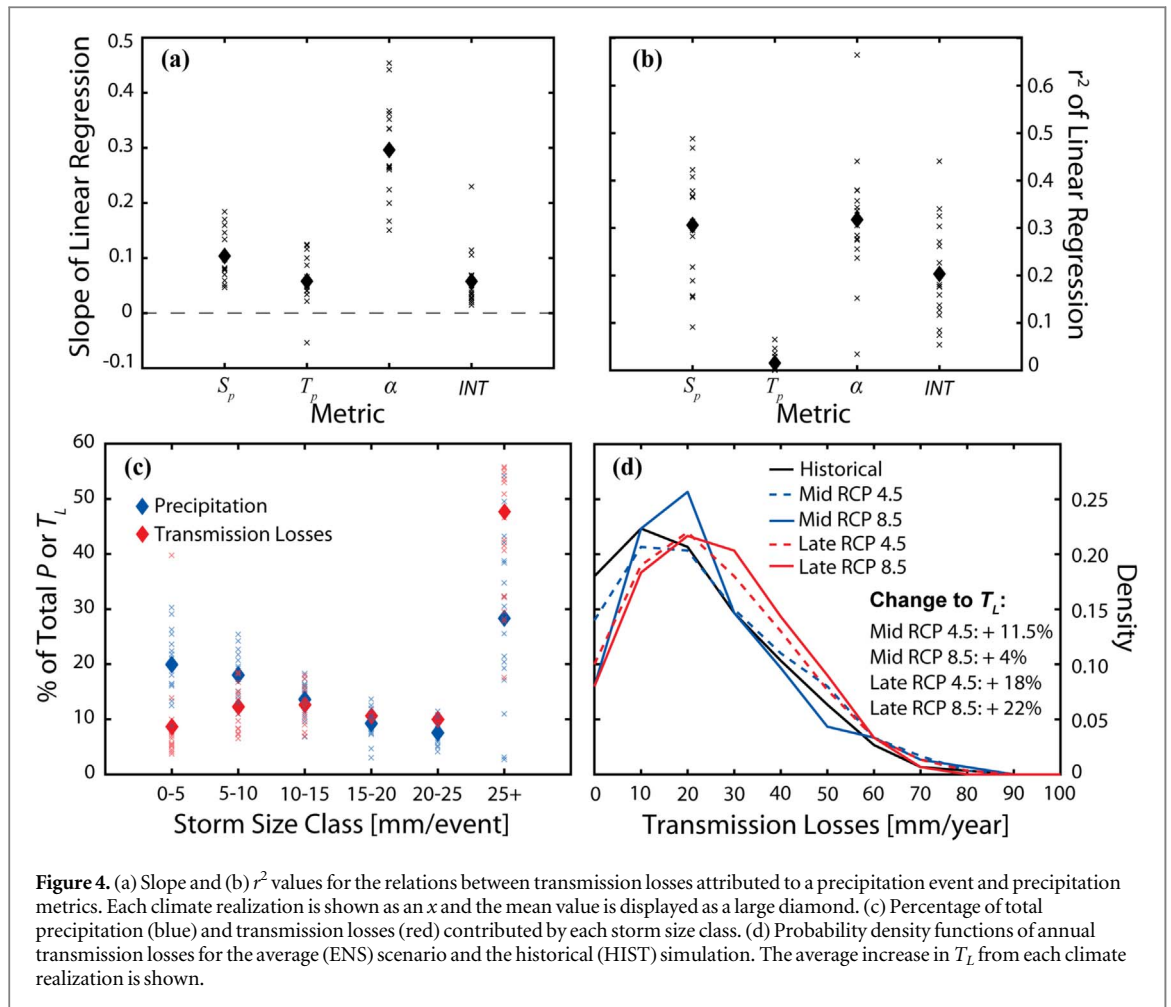 (a)
0.5
0.4
0.3
0.2
0.1
0
-0.1
Slope of Linear Regression
S_p T_p α INT
Metric
(b)
0.6
0.5
0.4
0.3
0.2
0.1
0
r² of Linear Regression
S_p T_p α INT
Metric
(c)
60
50
40
30
20
10
0
% of Total P or T_L
Precipitation
Transmission Losses
0-5 5-10 10-15 15-20 20-25 25+
Storm Size Class [mm/event]
(d)
Historical
Mid RCP 4.5
Mid RCP 8.5
Late RCP 4.5
Late RCP 8.5
Change to T_L:
Mid RCP 4.5: + 11.5%
Mid RCP 8.5: + 4%
Late RCP 4.5: + 18%
Late RCP 8.5: + 22%
0.25
0.20
0.15
0.10
0.05
0
Density
0 10 20 30 40 50 60 70 80 90 100
Transmission Losses [mm/year]
Figure 4. (a) Slope and (b) r² values for the relations between transmission losses attributed to a precipitation event and precipitation
metrics. Each climate realization is shown as an x and the mean value is displayed as a large diamond. (c) Percentage of total
precipitation (blue) and transmission losses (red) contributed by each storm size class. (d) Probability density functions of annual
transmission losses for the average (ENS) scenario and the historical (HIST) simulation. The average increase in T_L from each climate
realization is shown.